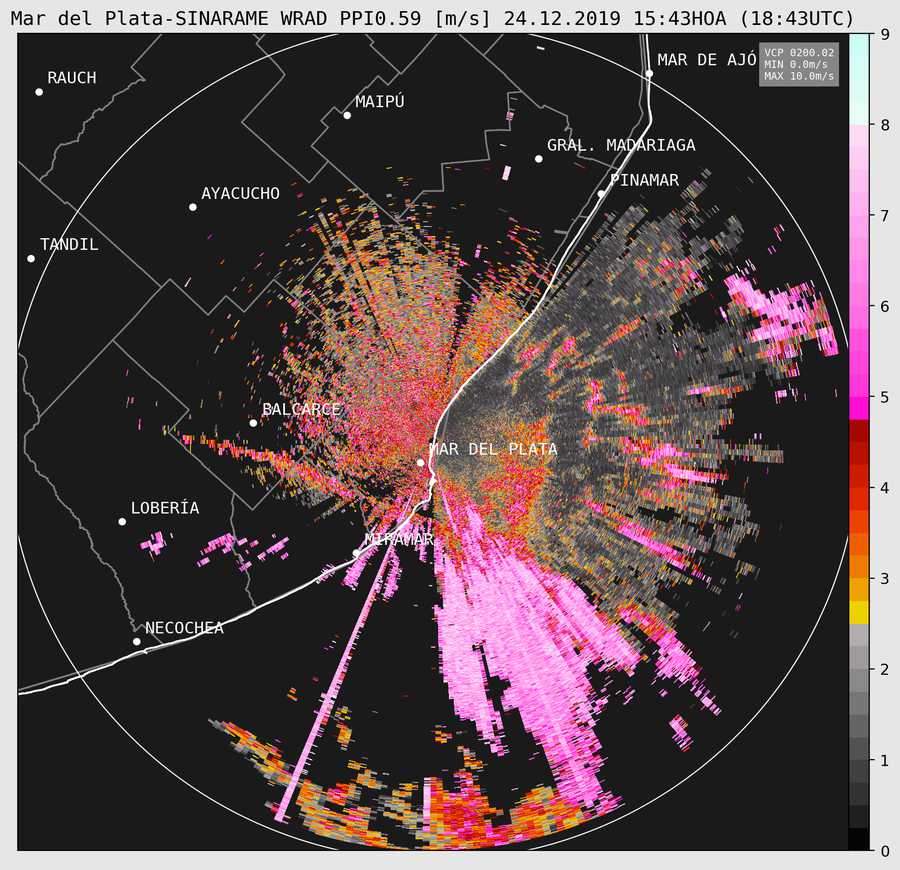 Mar del Plata-SINARAME WRAD PPI0.59 [m/s] 24.12.2019 15:43HOA (18:43UTC)
VCP 0200.02
MIN 0.0m/s
MAX 10.0m/s
MAR DE AJÓ
RAUCH
MAIPÚ
GRAL. MADARIAGA
PINAMAR
AYACUCHO
TANDIL
BALCARCE
MAR DEL PLATA
LOBERÍA
MIRAMAR
NECOCHEA
9
8
7
6
5
4
3
2
1
0